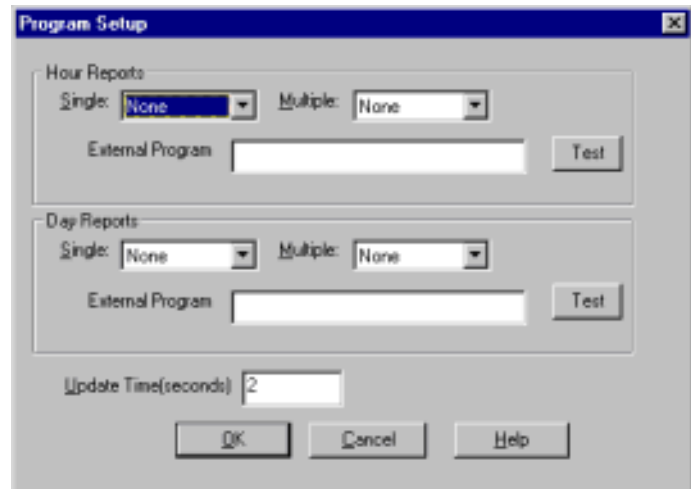 Program Setup
Hour Reports
Single: None Multiple: None
External Program Test
Day Reports
Single: None Multiple: None
External Program Test
Update Time(seconds) 2
OK Cancel Help